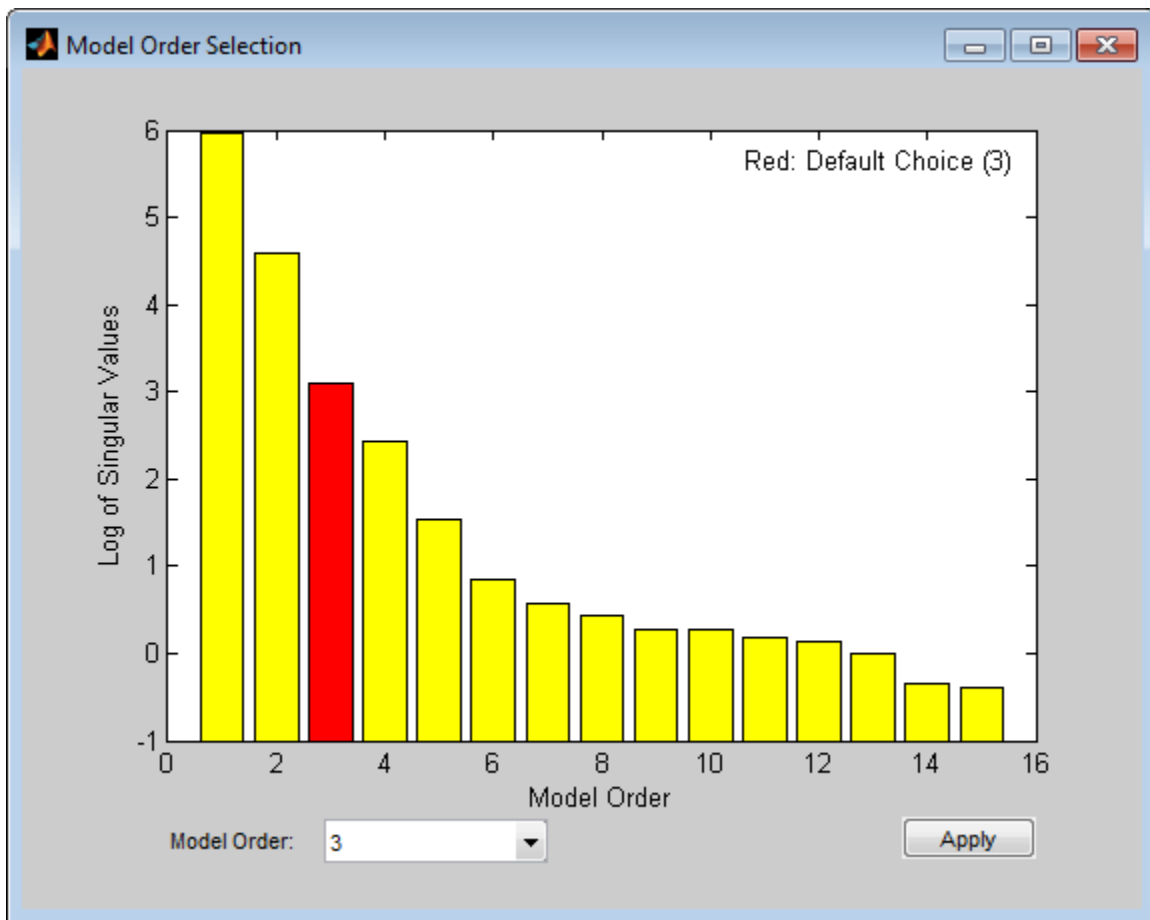 Model Order Selection
Red: Default Choice (3)
6
5
4
3
2
1
0
-1
Log of Singular Values
0 2 4 6 8 10 12 14 16
Model Order
Model Order: 3 Apply